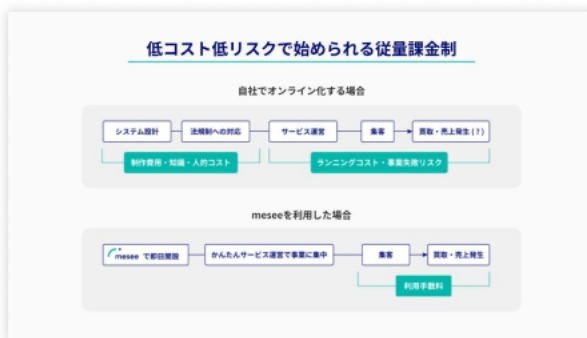 低コスト低リスクで始められる従量課金制
自社でオンライン化する場合
システム設計
法規制への対応
サービス運営
集客
買取・売上発生(?)
制作費用・知識・人的コスト
ランニングコスト・事業失敗リスク
meseeを利用した場合
mesee で即日開設
かんたんサービス運営で事業に集中
集客
買取・売上発生
利用手数料